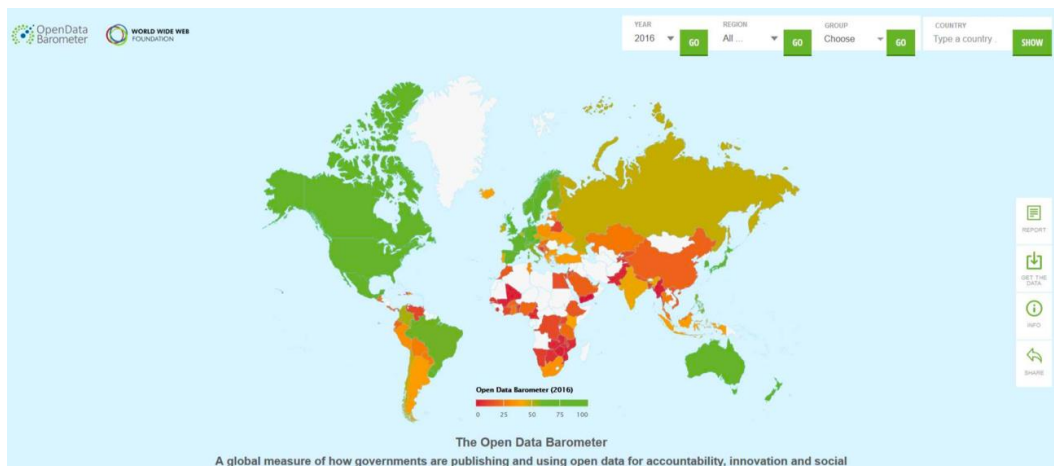 OpenData
Barometer
WORLD WIDE WEB
FOUNDATION
YEAR
2016
GO
REGION
All ...
GO
GROUP
Choose
GO
COUNTRY
Type a country .
SHOW
REPORT
GET THE
DATA
INFO
SHARE
Open Data Barometer (2016)
0 25 50 75 100
The Open Data Barometer
A global measure of how governments are publishing and using open data for accountability, innovation and social